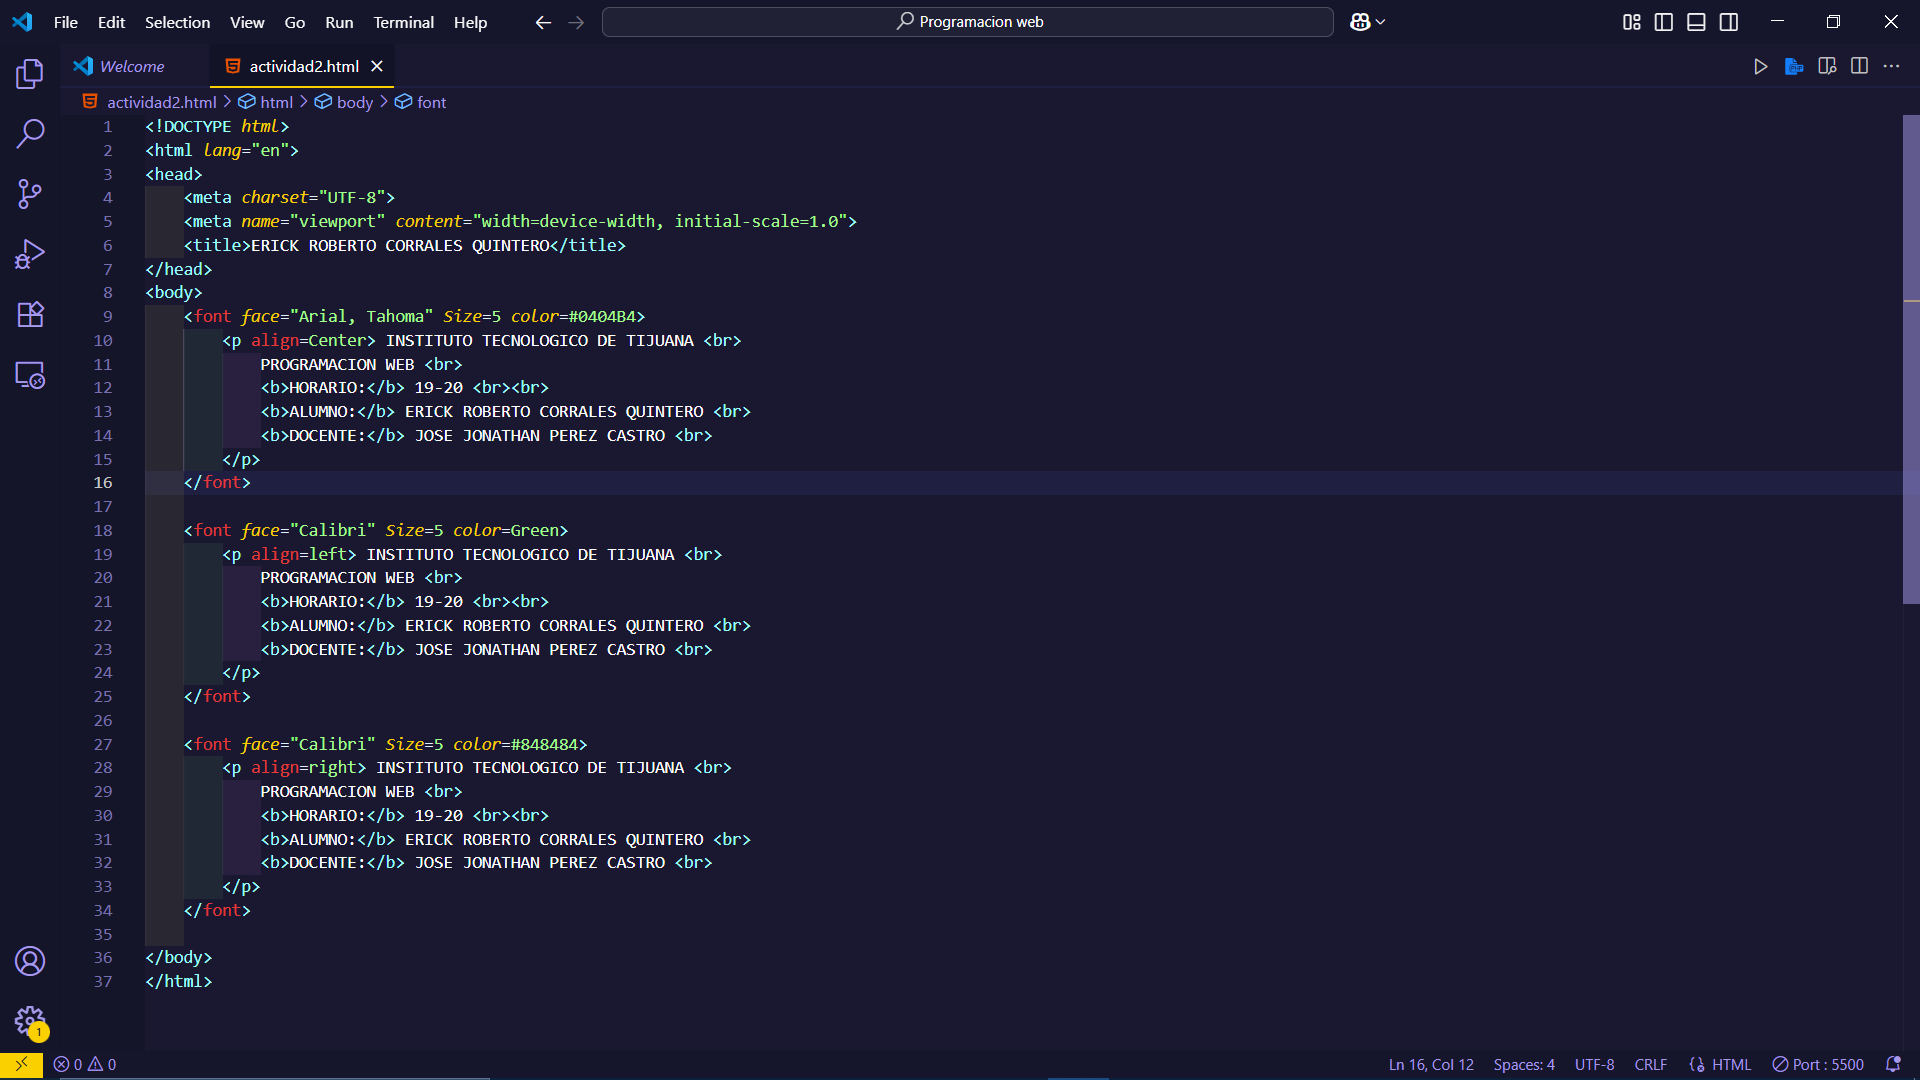 File Edit Selection View Go Run Terminal Help Programacion web
Welcome actividad2.html
actividad2.html > html > body > font
1 <!DOCTYPE html>
2 <html lang="en">
3 <head>
4 <meta charset="UTF-8">
5 <meta name="viewport" content="width=device-width, initial-scale=1.0">
6 <title>ERICK ROBERTO CORRALES QUINTERO</title>
7 </head>
8 <body>
9 <font face="Arial, Tahoma" Size=5 color=#0404B4>
10 <p align=Center> INSTITUTO TECNOLOGICO DE TIJUANA <br>
11 PROGRAMACION WEB <br>
12 <b>HORARIO:</b> 19-20 <br><br>
13 <b>ALUMNO:</b> ERICK ROBERTO CORRALES QUINTERO <br>
14 <b>DOCENTE:</b> JOSE JONATHAN PEREZ CASTRO <br>
15 </p>
16 </font>
17
18 <font face="Calibri" Size=5 color=Green>
19 <p align=left> INSTITUTO TECNOLOGICO DE TIJUANA <br>
20 PROGRAMACION WEB <br>
21 <b>HORARIO:</b> 19-20 <br><br>
22 <b>ALUMNO:</b> ERICK ROBERTO CORRALES QUINTERO <br>
23 <b>DOCENTE:</b> JOSE JONATHAN PEREZ CASTRO <br>
24 </p>
25 </font>
26
27 <font face="Calibri" Size=5 color=#848484>
28 <p align=right> INSTITUTO TECNOLOGICO DE TIJUANA <br>
29 PROGRAMACION WEB <br>
30 <b>HORARIO:</b> 19-20 <br><br>
31 <b>ALUMNO:</b> ERICK ROBERTO CORRALES QUINTERO <br>
32 <b>DOCENTE:</b> JOSE JONATHAN PEREZ CASTRO <br>
33 </p>
34 </font>
35
36 </body>
37 </html>
1
0 0 Ln 16, Col 12 Spaces: 4 UTF-8 CRLF HTML Port : 5500